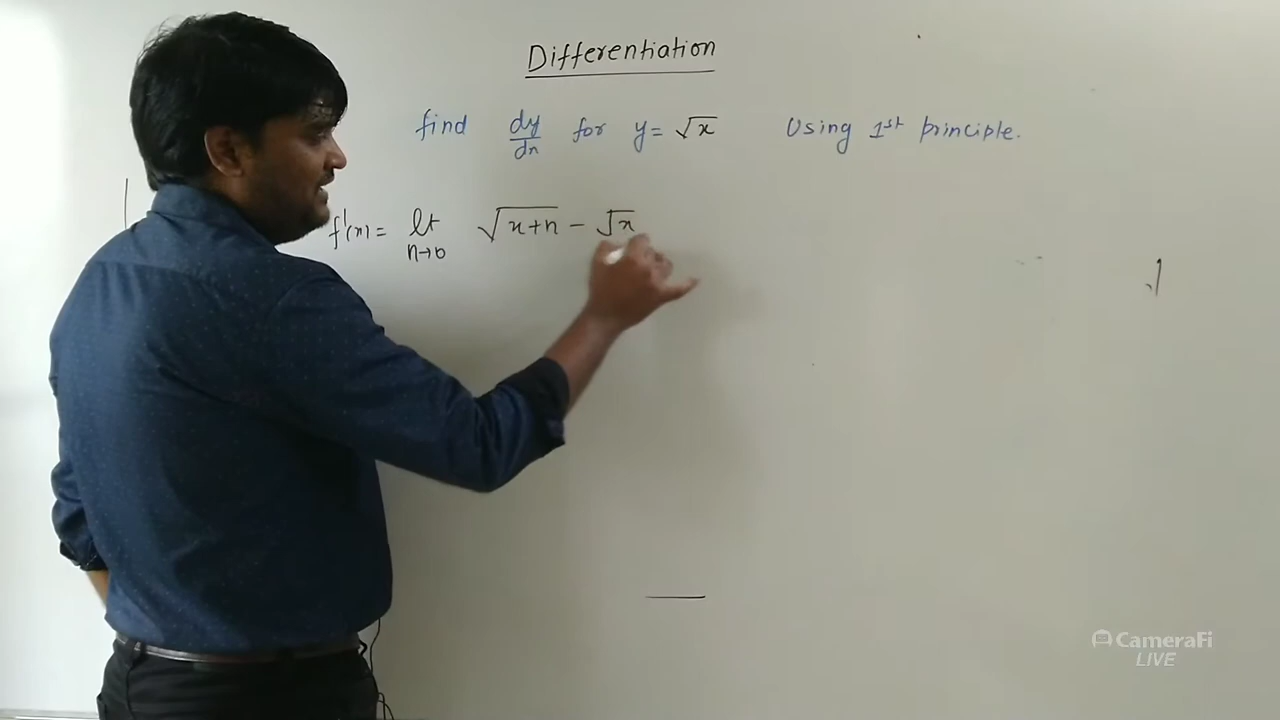 Differentiation
find dy/dn for y = √x Using 1st principle.
f'(x) = lt n→0 √x+n - √x
CameraFi
LIVE